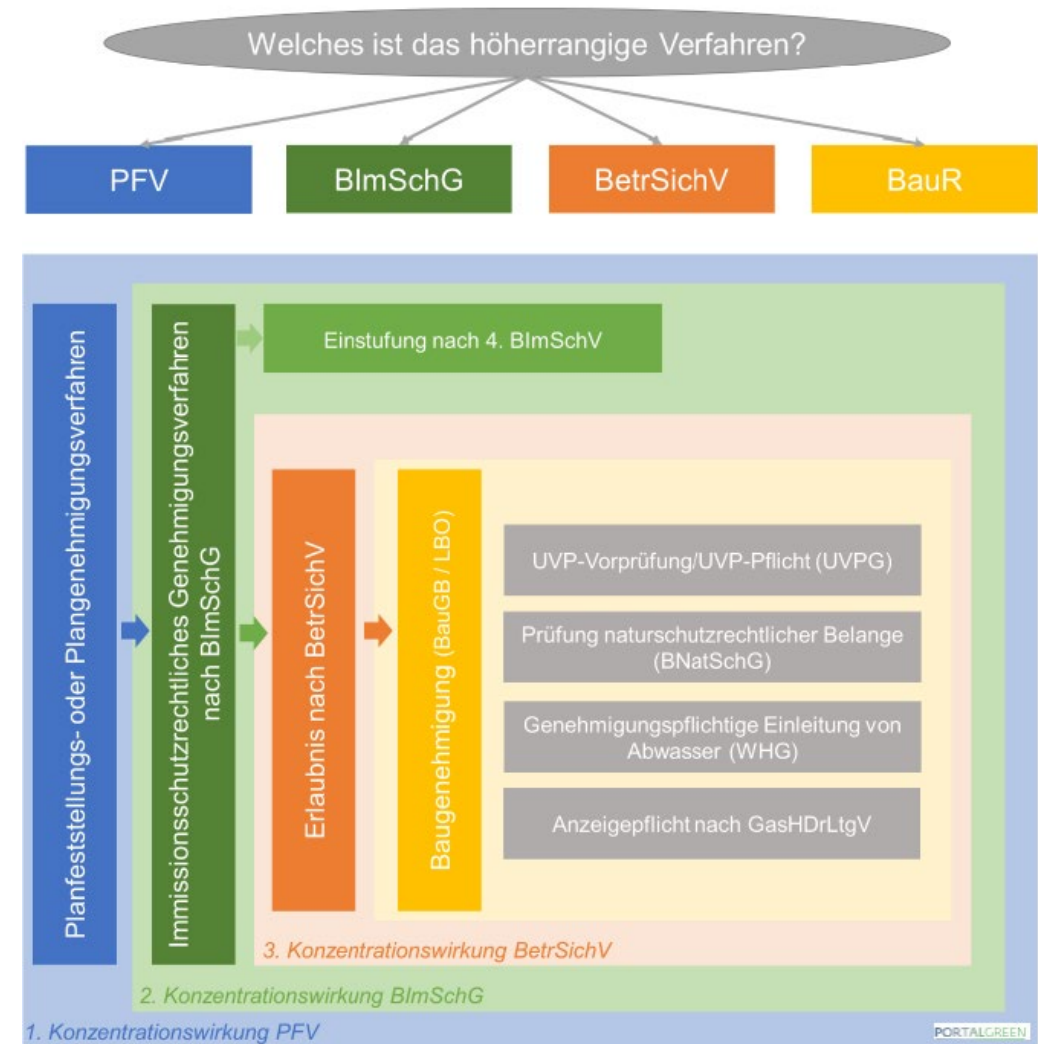 Welches ist das höherrangige Verfahren?
PFV
BImSchG
BetrSichV
BauR
Planfeststellungs- oder Plangenehmigungsverfahren
Immissionsschutzrechtliches Genehmigungsverfahren
nach BImSchG
Einstufung nach 4. BImSchV
Erlaubnis nach BetrSichV
Baugenehmigung (BauGB / LBO)
UVP-Vorprüfung/UVP-Pflicht (UVPG)
Prüfung naturschutzrechtlicher Belange
(BNatSchG)
Genehmigungspflichtige Einleitung von
Abwasser (WHG)
Anzeigepflicht nach GasHDrLtgV
3. Konzentrationswirkung BetrSichV
2. Konzentrationswirkung BImSchG
1. Konzentrationswirkung PFV
PORTALGREEN